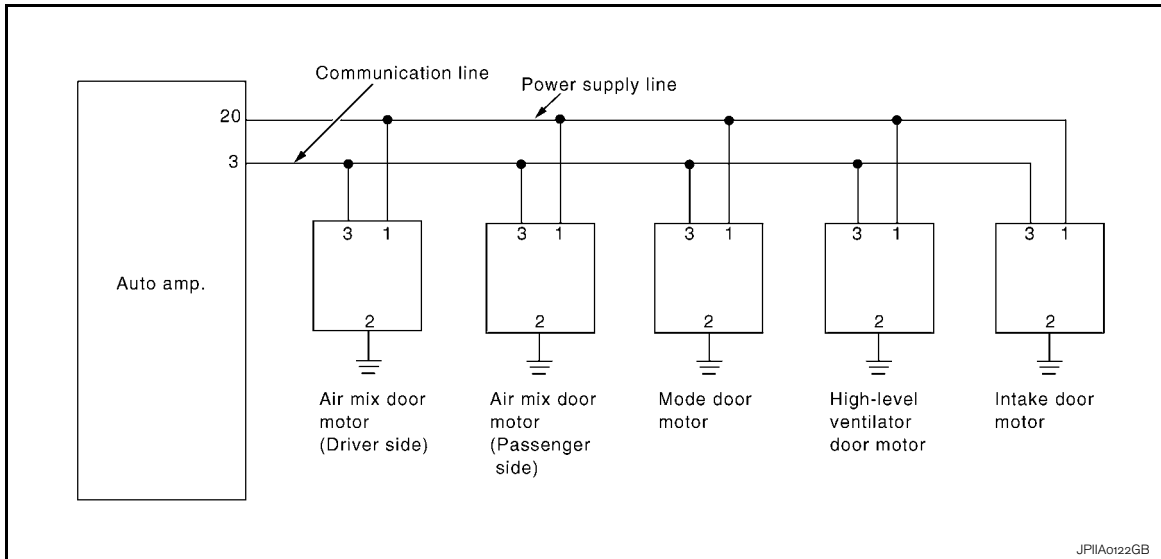 Communication line
Power supply line
20
3
3 1
3 1
3 1
3 1
3 1
Auto amp.
2
2
2
2
2
Air mix door
motor
(Driver side)
Air mix door
motor
(Passenger
side)
Mode door
motor
High-level
ventilator
door motor
Intake door
motor
JPIIA0122GB